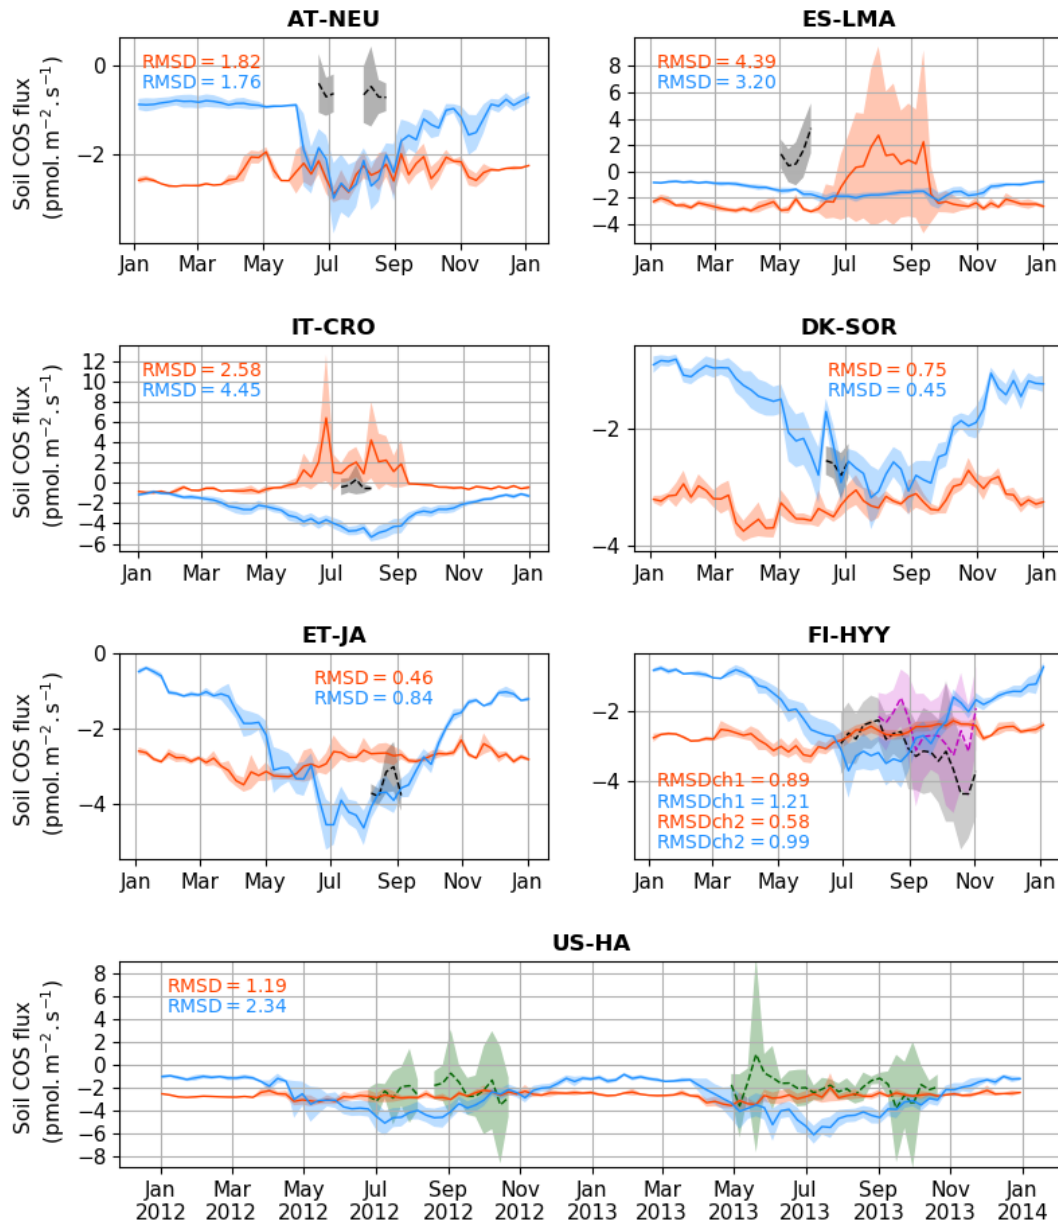 AT-NEU
Soil COS flux
(pmol. m⁻². s⁻¹)
0
−2
RMSD = 1.82
RMSD = 1.76
Jan Mar May Jul Sep Nov Jan
ES-LMA
8
6
4
2
0
−2
−4
RMSD = 4.39
RMSD = 3.20
Jan Mar May Jul Sep Nov Jan
IT-CRO
Soil COS flux
(pmol. m⁻². s⁻¹)
12
10
8
6
4
2
0
−2
−4
−6
RMSD = 2.58
RMSD = 4.45
Jan Mar May Jul Sep Nov Jan
DK-SOR
−2
−4
RMSD = 0.75
RMSD = 0.45
Jan Mar May Jul Sep Nov Jan
ET-JA
Soil COS flux
(pmol. m⁻². s⁻¹)
0
−2
−4
RMSD = 0.46
RMSD = 0.84
Jan Mar May Jul Sep Nov Jan
FI-HYY
−2
−4
RMSDch1 = 0.89
RMSDch1 = 1.21
RMSDch2 = 0.58
RMSDch2 = 0.99
Jan Mar May Jul Sep Nov Jan
US-HA
Soil COS flux
(pmol. m⁻². s⁻¹)
8
6
4
2
0
−2
−4
−6
−8
RMSD = 1.19
RMSD = 2.34
Jan Mar May Jul Sep Nov Jan Mar May Jul Sep Nov Jan
2012 2012 2012 2012 2012 2012 2013 2013 2013 2013 2013 2013 2014